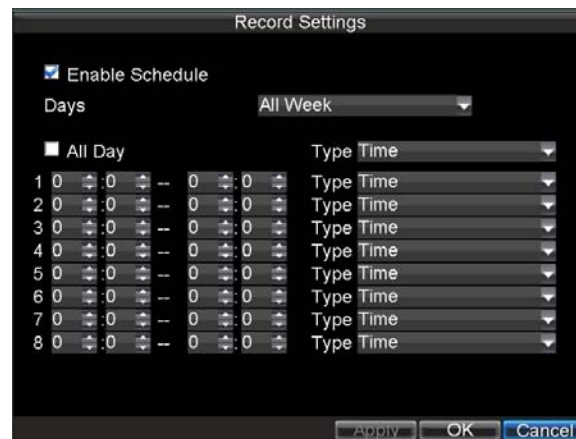 Record Settings
Enable Schedule
Days All Week
All Day Type Time
1 0 :0 -- 0 :0 Type Time
2 0 :0 -- 0 :0 Type Time
3 0 :0 -- 0 :0 Type Time
4 0 :0 -- 0 :0 Type Time
5 0 :0 -- 0 :0 Type Time
6 0 :0 -- 0 :0 Type Time
7 0 :0 -- 0 :0 Type Time
8 0 :0 -- 0 :0 Type Time
Apply OK Cancel